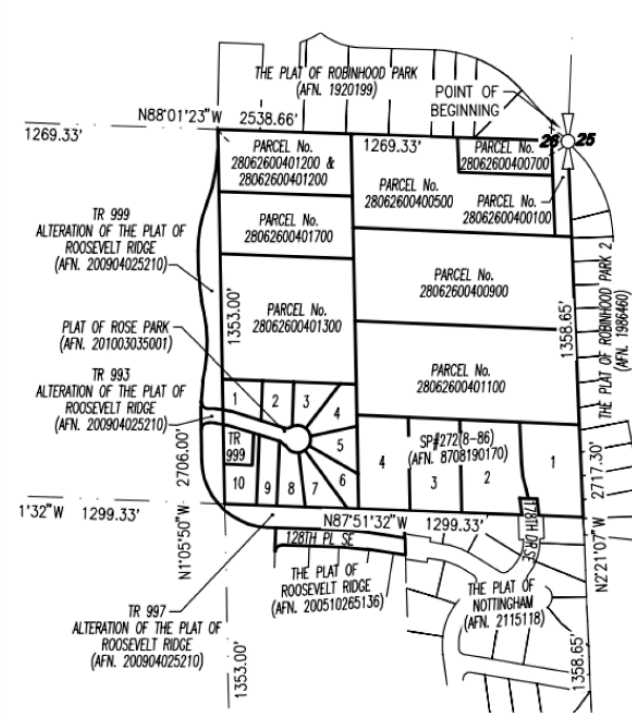 THE PLAT OF ROBINHOOD PARK
(AFN. 1920199)
POINT OF
BEGINNING
N88°01'23"W 2538.66'
1269.33'
1269.33'
26 25
PARCEL No.
28062600401200 &
28062600401200
PARCEL No.
28062600400700
PARCEL No.
28062600400500
PARCEL No.
28062600400100
TR 999
ALTERATION OF THE PLAT OF
ROOSEVELT RIDGE
(AFN. 200904025210)
PARCEL No.
28062600401700
PARCEL No.
28062600400900
PARCEL No.
28062600401300
1353.00'
1358.65'
THE PLAT OF ROBINHOOD PARK 2
(AFN. 1986460)
PLAT OF ROSE PARK
(AFN. 201003035001)
PARCEL No.
28062600401100
TR 993
ALTERATION OF THE PLAT OF
ROOSEVELT RIDGE
(AFN. 200904025210)
1
2
3
4
5
6
7
8
9
10
TR
999
SP#272(8-86)
(AFN. 8708190170)
4
3
2
1
2706.00'
N1°05'50"W
2717.30'
N2°21'07"W
1'32"W 1299.33'
N87°51'32"W 1299.33'
178TH DR SE
128TH PL SE
THE PLAT OF
ROOSEVELT RIDGE
(AFN. 200510265136)
THE PLAT OF
NOTTINGHAM
(AFN. 2115118)
TR 997
ALTERATION OF THE PLAT OF
ROOSEVELT RIDGE
(AFN. 200904025210)
1353.00'
1358.65'